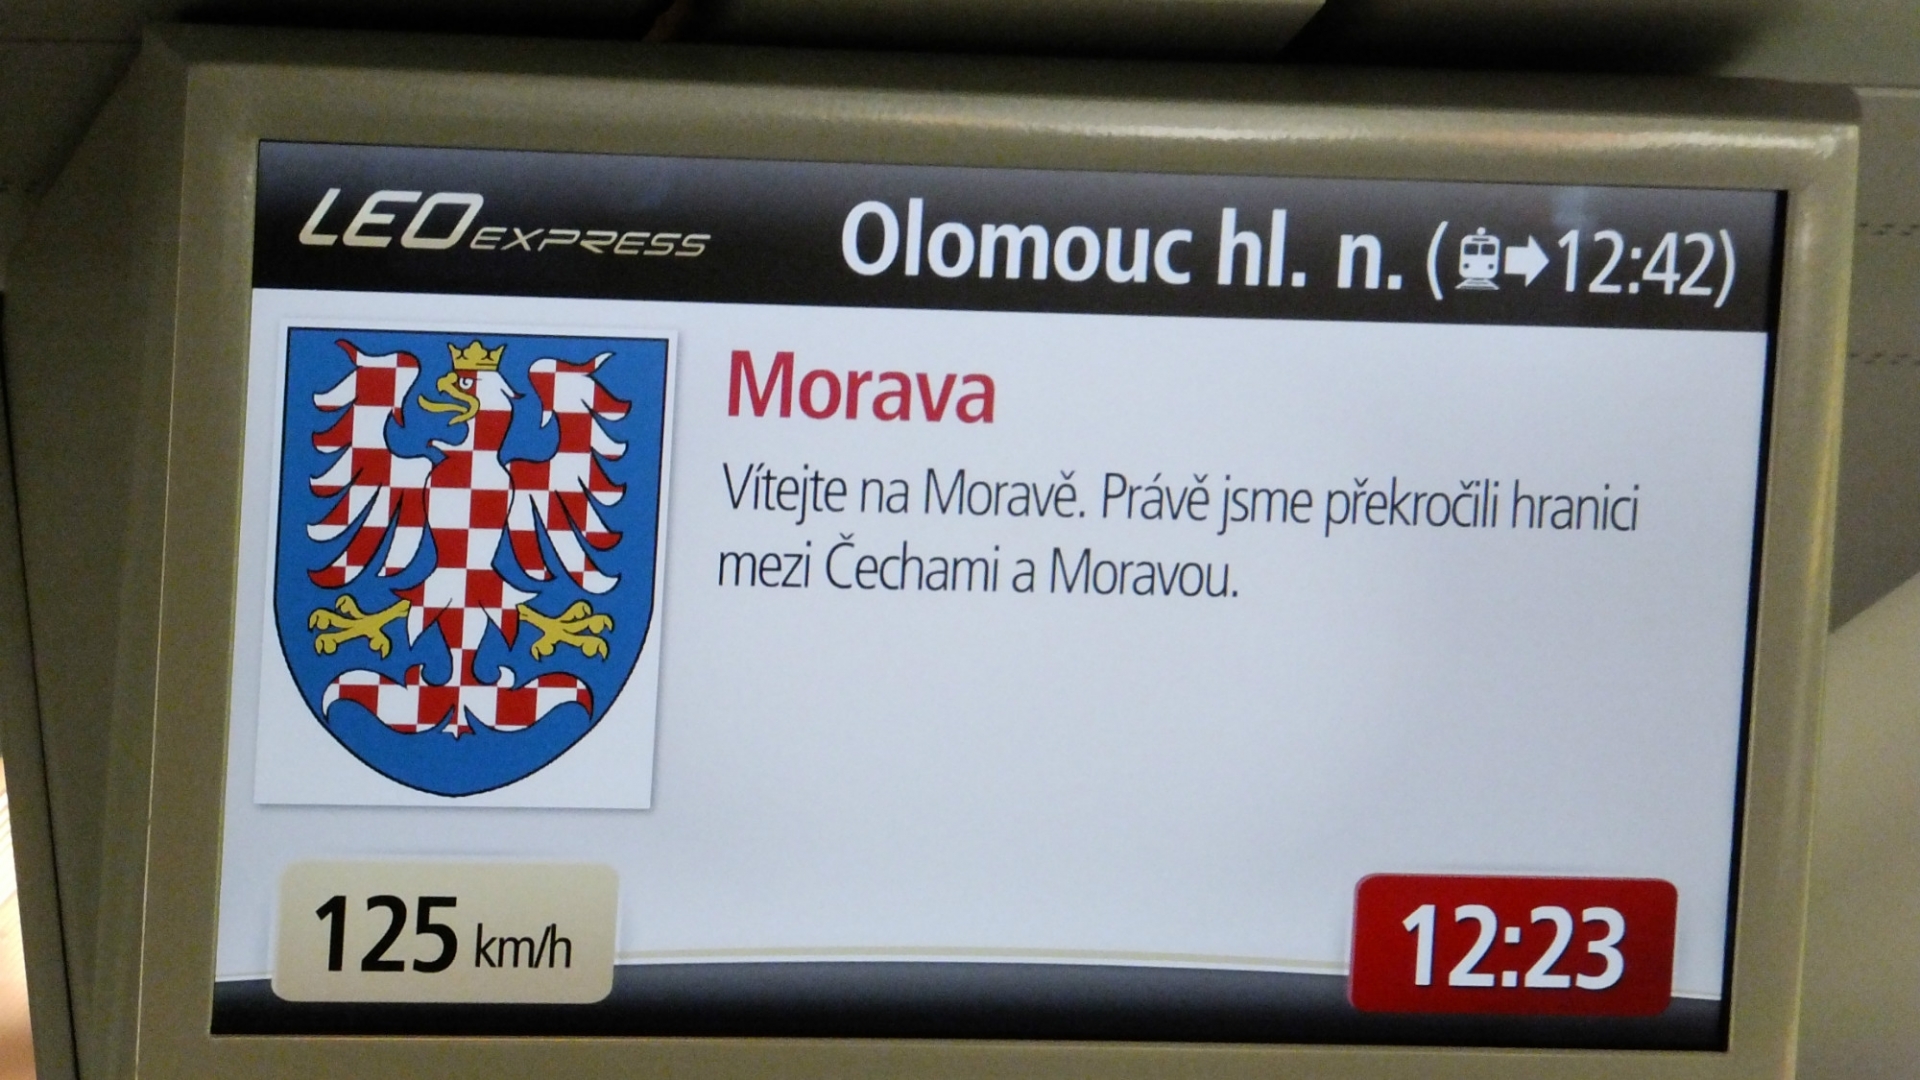 LEO EXPRESS
Olomouc hl. n. (➡12:42)
Morava
Vítejte na Moravě. Právě jsme překročili hranici
mezi Čechami a Moravou.
125 km/h
12:23